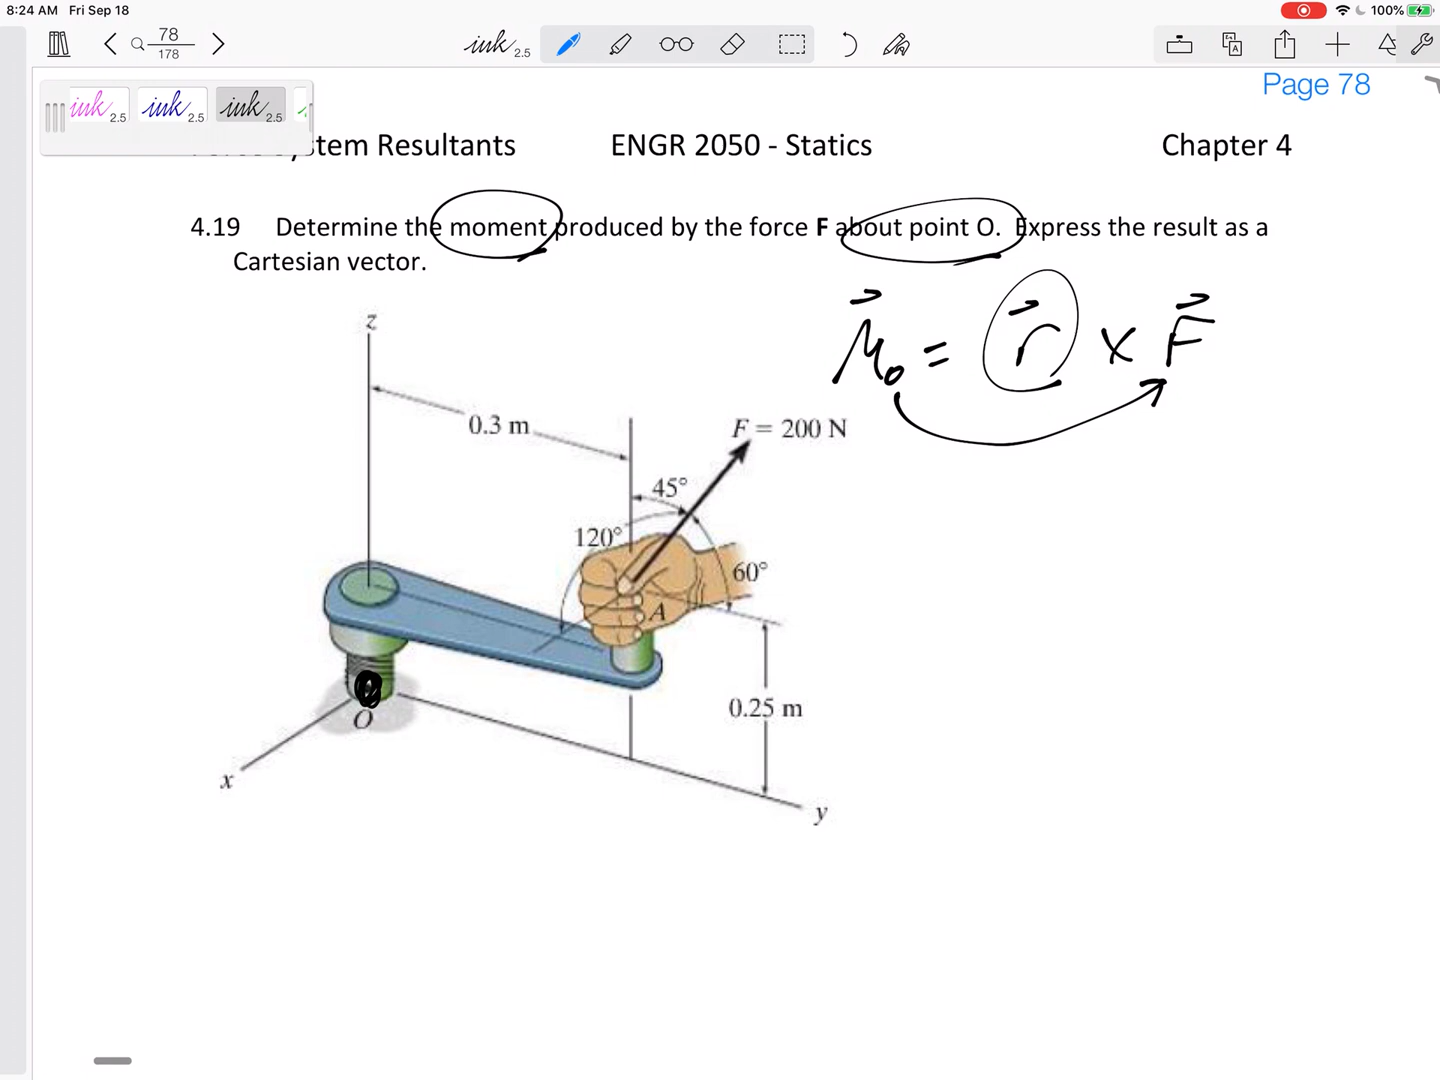 8:24 AM Fri Sep 18
100%
78
178
ink 2.5
ink 2.5
ink 2.5
ink 2.5
Page 78
stem Resultants ENGR 2050 - Statics Chapter 4
4.19 Determine the moment produced by the force F about point O. Express the result as a
Cartesian vector.
M⃗o = r⃗ × F⃗
z
0.3 m
F = 200 N
45°
120°
60°
A
0.25 m
O
x
y